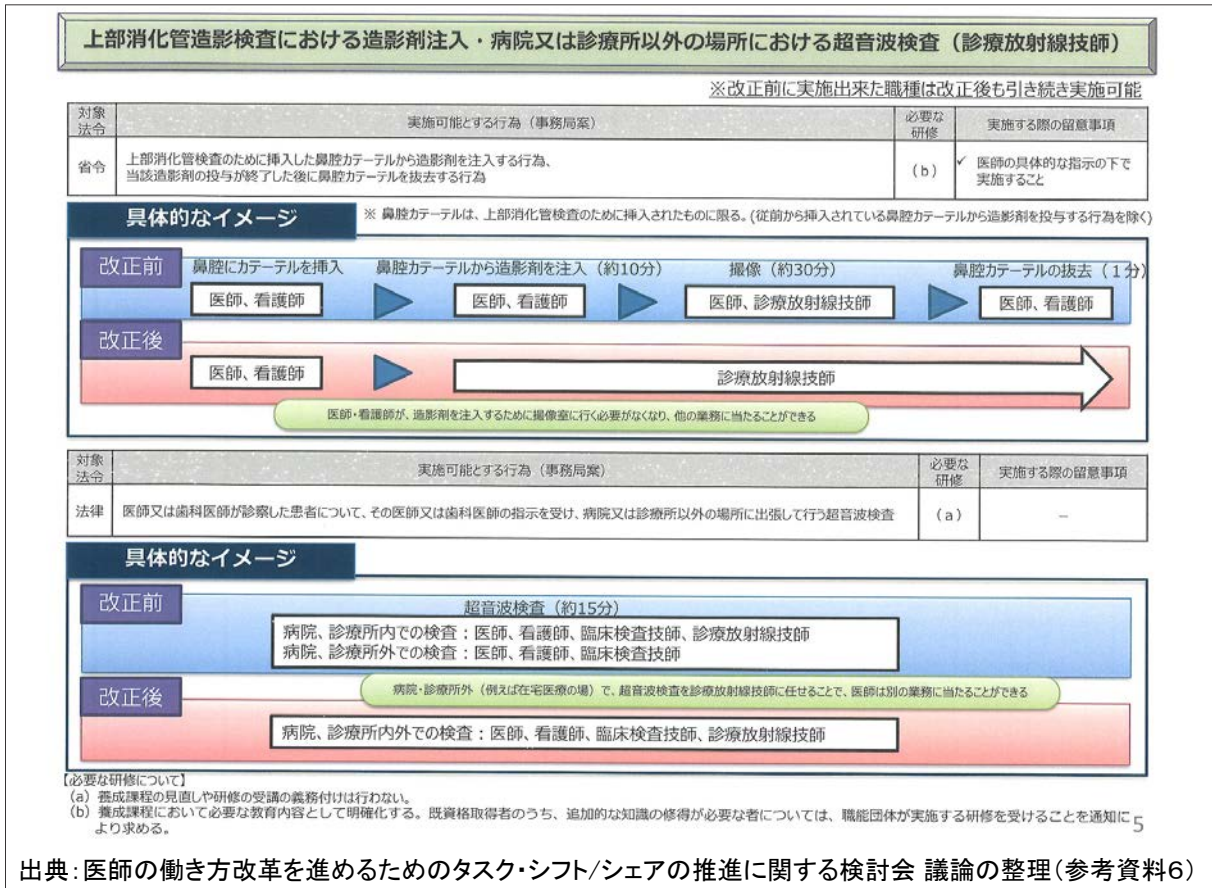 上部消化管造影検査における造影剤注入・病院又は診療所以外の場所における超音波検査（診療放射線技師）
※改正前に実施出来た職種は改正後も引き続き実施可能
対象法令
実施可能とする行為（事務局案）
必要な研修
実施する際の留意事項
省令
上部消化管検査のために挿入した鼻腔カテーテルから造影剤を注入する行為、
当該造影剤の投与が終了した後に鼻腔カテーテルを抜去する行為
（b）
✓ 医師の具体的な指示の下で
実施すること
具体的なイメージ
※ 鼻腔カテーテルは、上部消化管検査のために挿入されたものに限る。(従前から挿入されている鼻腔カテーテルから造影剤を投与する行為を除く)
改正前
鼻腔にカテーテルを挿入
鼻腔カテーテルから造影剤を注入（約10分）
撮像（約30分）
鼻腔カテーテルの抜去（１分）
医師、看護師
医師、看護師
医師、診療放射線技師
医師、看護師
改正後
医師、看護師
診療放射線技師
医師・看護師が、造影剤を注入するために撮像室に行く必要がなくなり、他の業務に当たることができる
対象法令
実施可能とする行為（事務局案）
必要な研修
実施する際の留意事項
法律
医師又は歯科医師が診察した患者について、その医師又は歯科医師の指示を受け、病院又は診療所以外の場所に出張して行う超音波検査
（a）
－
具体的なイメージ
改正前
超音波検査（約15分）
病院、診療所内での検査：医師、看護師、臨床検査技師、診療放射線技師
病院、診療所外での検査：医師、看護師、臨床検査技師
病院・診療所外（例えば在宅医療の場）で、超音波検査を診療放射線技師に任せることで、医師は別の業務に当たることができる
改正後
病院、診療所内外での検査：医師、看護師、臨床検査技師、診療放射線技師
【必要な研修について】
(a) 養成課程の見直しや研修の受講の義務付けは行わない。
(b) 養成課程において必要な教育内容として明確化する。既資格取得者のうち、追加的な知識の修得が必要な者については、職能団体が実施する研修を受けることを通知に
より求める。
5
出典：医師の働き方改革を進めるためのタスク・シフト/シェアの推進に関する検討会 議論の整理（参考資料６）